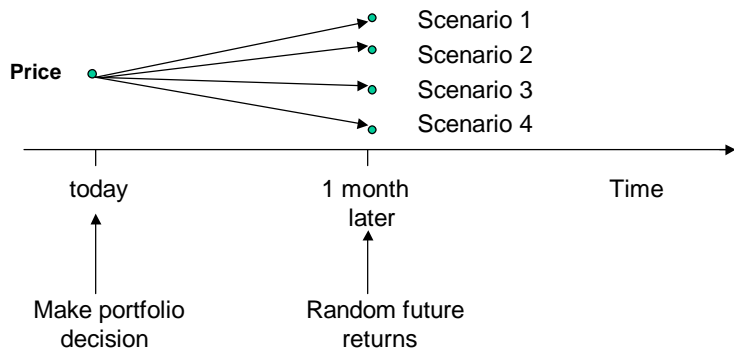 Scenario 1
Scenario 2
Price
Scenario 3
Scenario 4
today
1 month
later
Time
Make portfolio
decision
Random future
returns